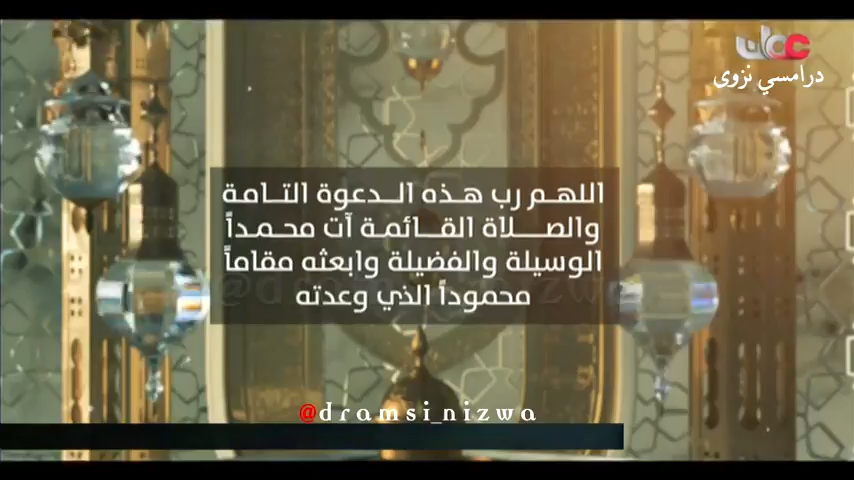 درامسي نزوى
اللهم رب هذه الدعوة التامة
والصلاة القائمة آت محمداً
الوسيلة والفضيلة وابعثه مقاماً
محموداً الذي وعدته
@dramsi_nizwa
@dramsi_nizwa